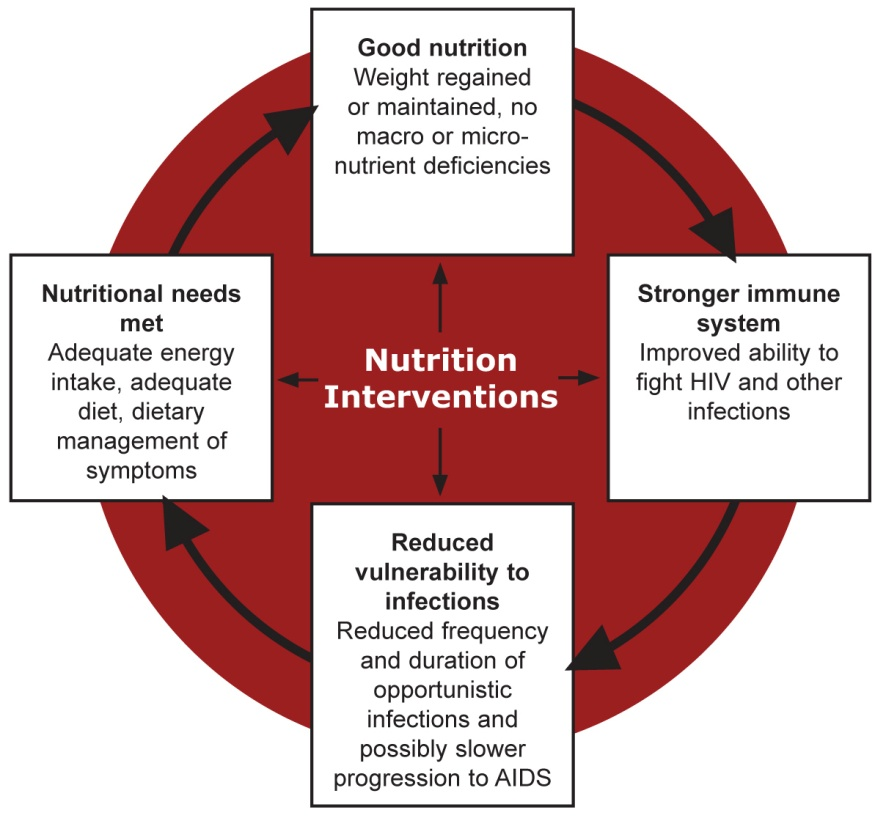 Good nutrition
Weight regained
or maintained, no
macro or micro-
nutrient deficiencies
Nutritional needs
met
Adequate energy
intake, adequate
diet, dietary
management of
symptoms
Nutrition
Interventions
Stronger immune
system
Improved ability to
fight HIV and other
infections
Reduced
vulnerability to
infections
Reduced frequency
and duration of
opportunistic
infections and
possibly slower
progression to AIDS